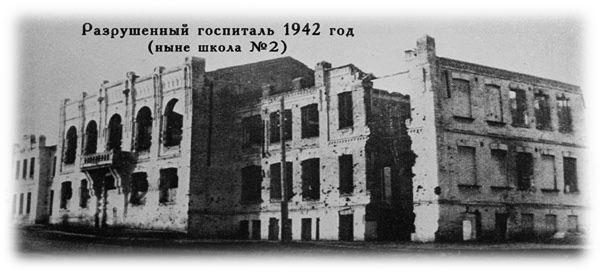 Разрушенный госпиталь 1942 год
(ныне школа №2)